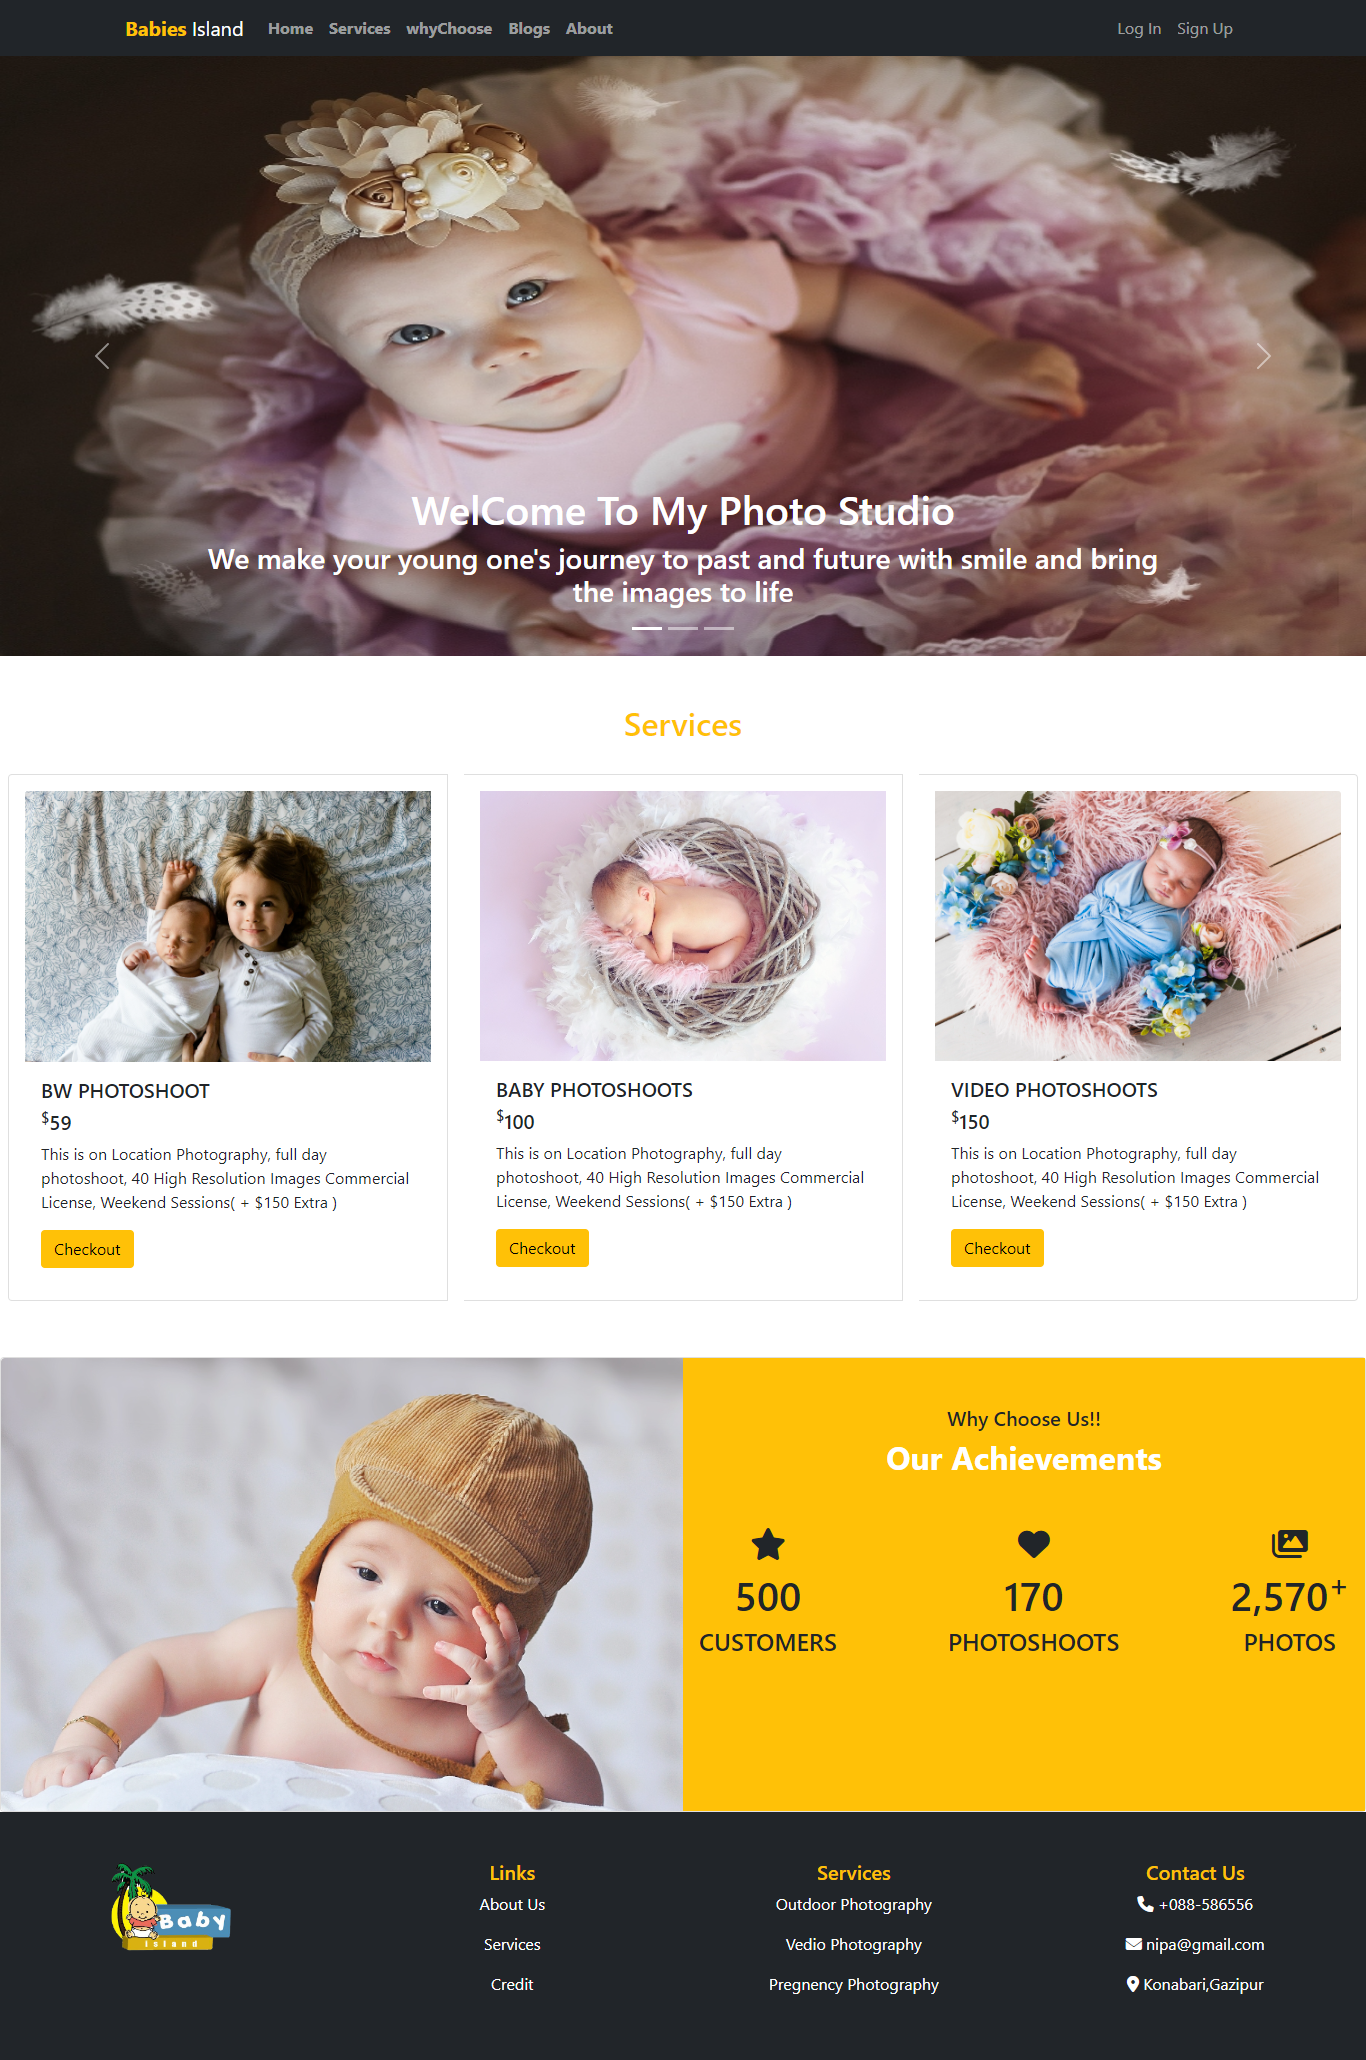 Babies Island Home Services whyChoose Blogs About Log In Sign Up
WelCome To My Photo Studio
We make your young one's journey to past and future with smile and bring
the images to life
Services
BW PHOTOSHOOT
$59
This is on Location Photography, full day
photoshoot, 40 High Resolution Images Commercial
License, Weekend Sessions( + $150 Extra )
Checkout
BABY PHOTOSHOOTS
$100
This is on Location Photography, full day
photoshoot, 40 High Resolution Images Commercial
License, Weekend Sessions( + $150 Extra )
Checkout
VIDEO PHOTOSHOOTS
$150
This is on Location Photography, full day
photoshoot, 40 High Resolution Images Commercial
License, Weekend Sessions( + $150 Extra )
Checkout
Why Choose Us!!
Our Achievements
500
CUSTOMERS
170
PHOTOSHOOTS
2,570+
PHOTOS
Baby
island
Links
About Us
Services
Credit
Services
Outdoor Photography
Vedio Photography
Pregnency Photography
Contact Us
+088-586556
nipa@gmail.com
Konabari,Gazipur